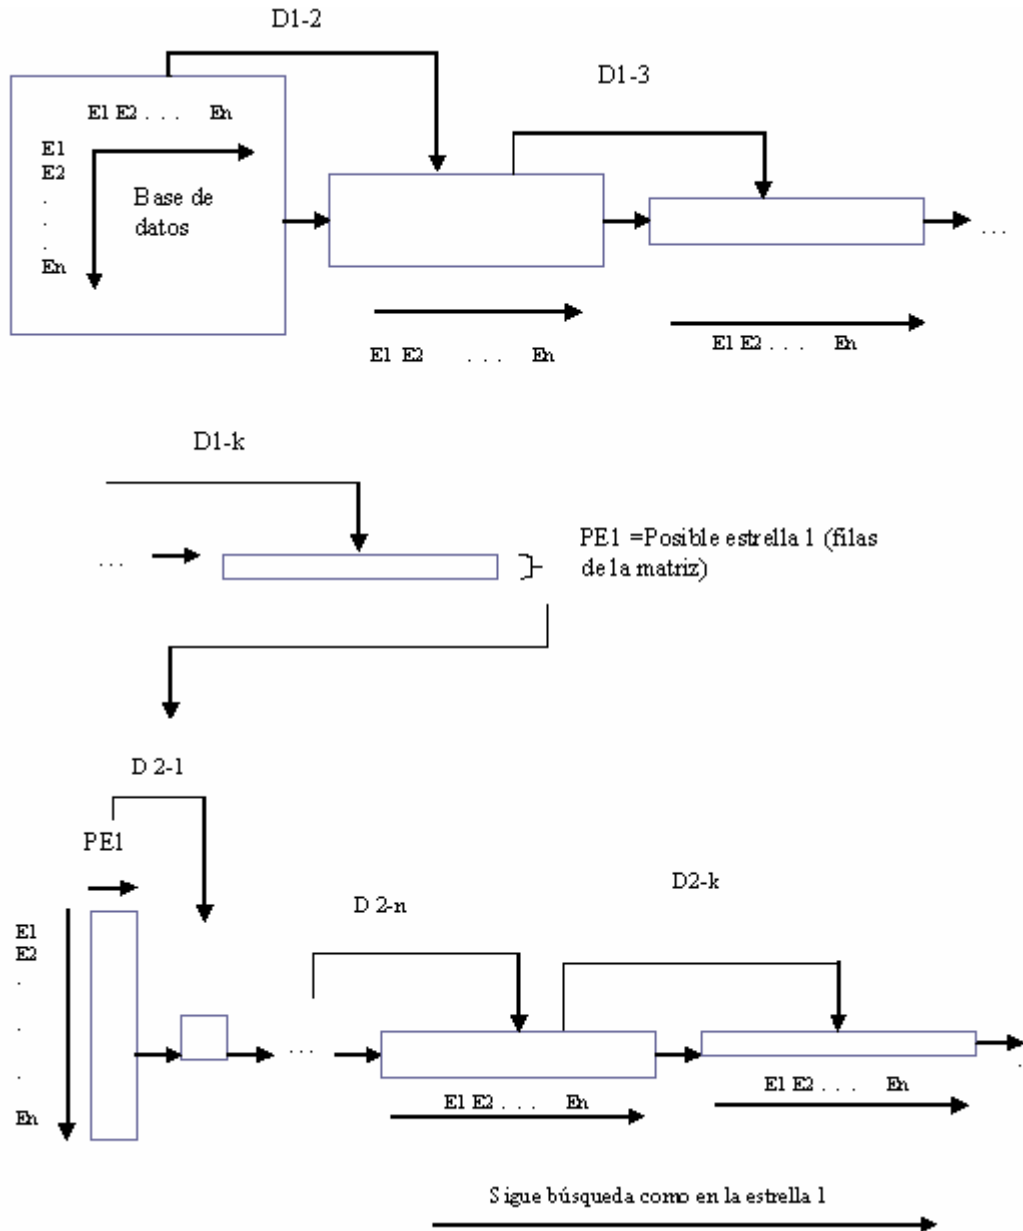 D1-2
D1-3
E1 E2 . . . En
E1
E2
.
.
.
En
Base de
datos
. . .
E1 E2 . . . En
E1 E2 . . . En
D1-k
. . .
PE1 =Posible estrella 1 (filas
de la matriz)
D 2-1
PE1
D 2-n
D2-k
E1
E2
.
.
.
En
. . .
.
E1 E2 . . . En
E1 E2 . . . En
Sigue búsqueda como en la estrella 1